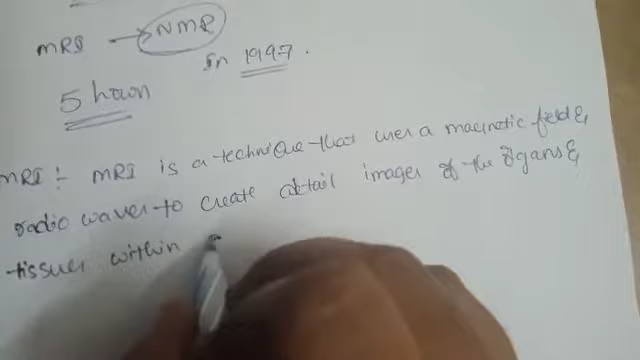 MRI → NMR
In 1997.
5 hours
MRI :- MRI is a technique that uses a magnetic field &
radio waves to create detail images of the organs &
tissues within